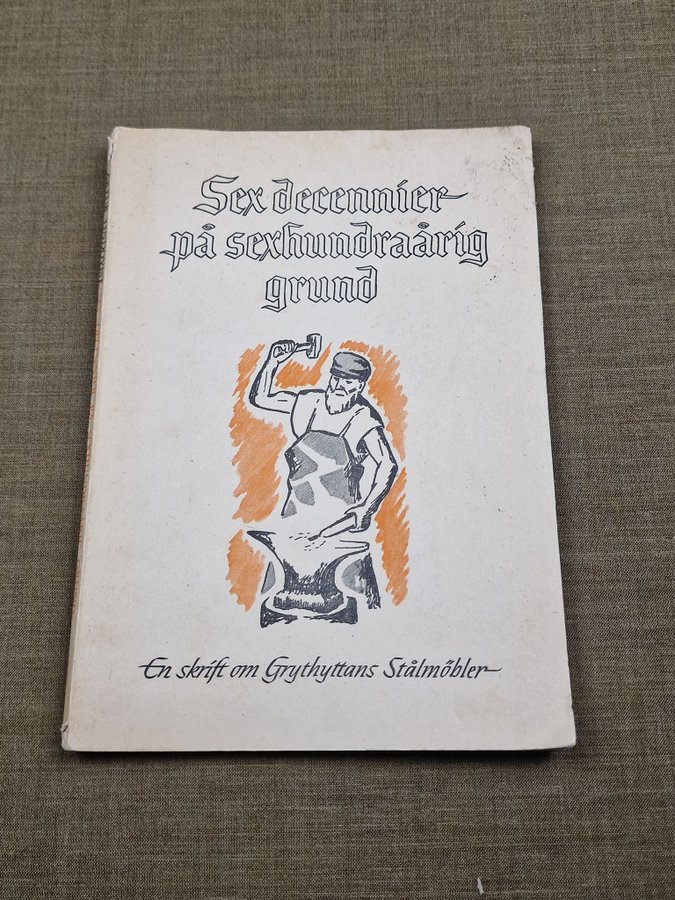 Sex decennier
på sexhundraårig
grund
En skrift om Grythyttans Stålmöbler